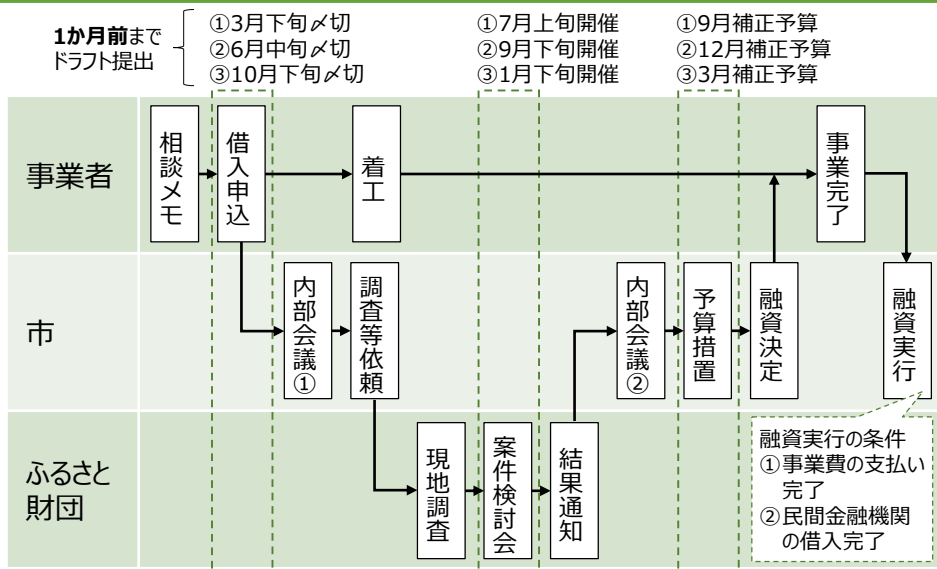 1か月前まで
ドラフト提出
①3月下旬〆切
②6月中旬〆切
③10月下旬〆切
①7月上旬開催
②9月下旬開催
③1月下旬開催
①9月補正予算
②12月補正予算
③3月補正予算
事業者
相談メモ
借入申込
着工
事業完了
市
内部会議①
調査等依頼
内部会議②
予算措置
融資決定
融資実行
ふるさと
財団
現地調査
案件検討会
結果通知
融資実行の条件
①事業費の支払い
完了
②民間金融機関
の借入完了